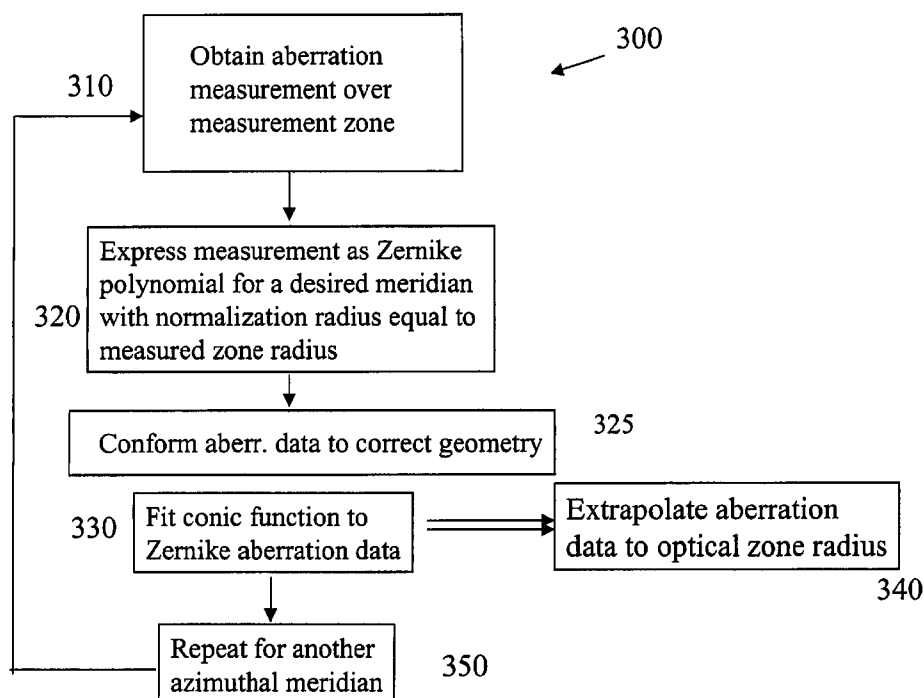 300
310
Obtain aberration
measurement over
measurement zone
320
Express measurement as Zernike
polynomial for a desired meridian
with normalization radius equal to
measured zone radius
325
Conform aberr. data to correct geometry
330
Fit conic function to
Zernike aberration data
Extrapolate aberration
data to optical zone radius
340
Repeat for another
azimuthal meridian
350